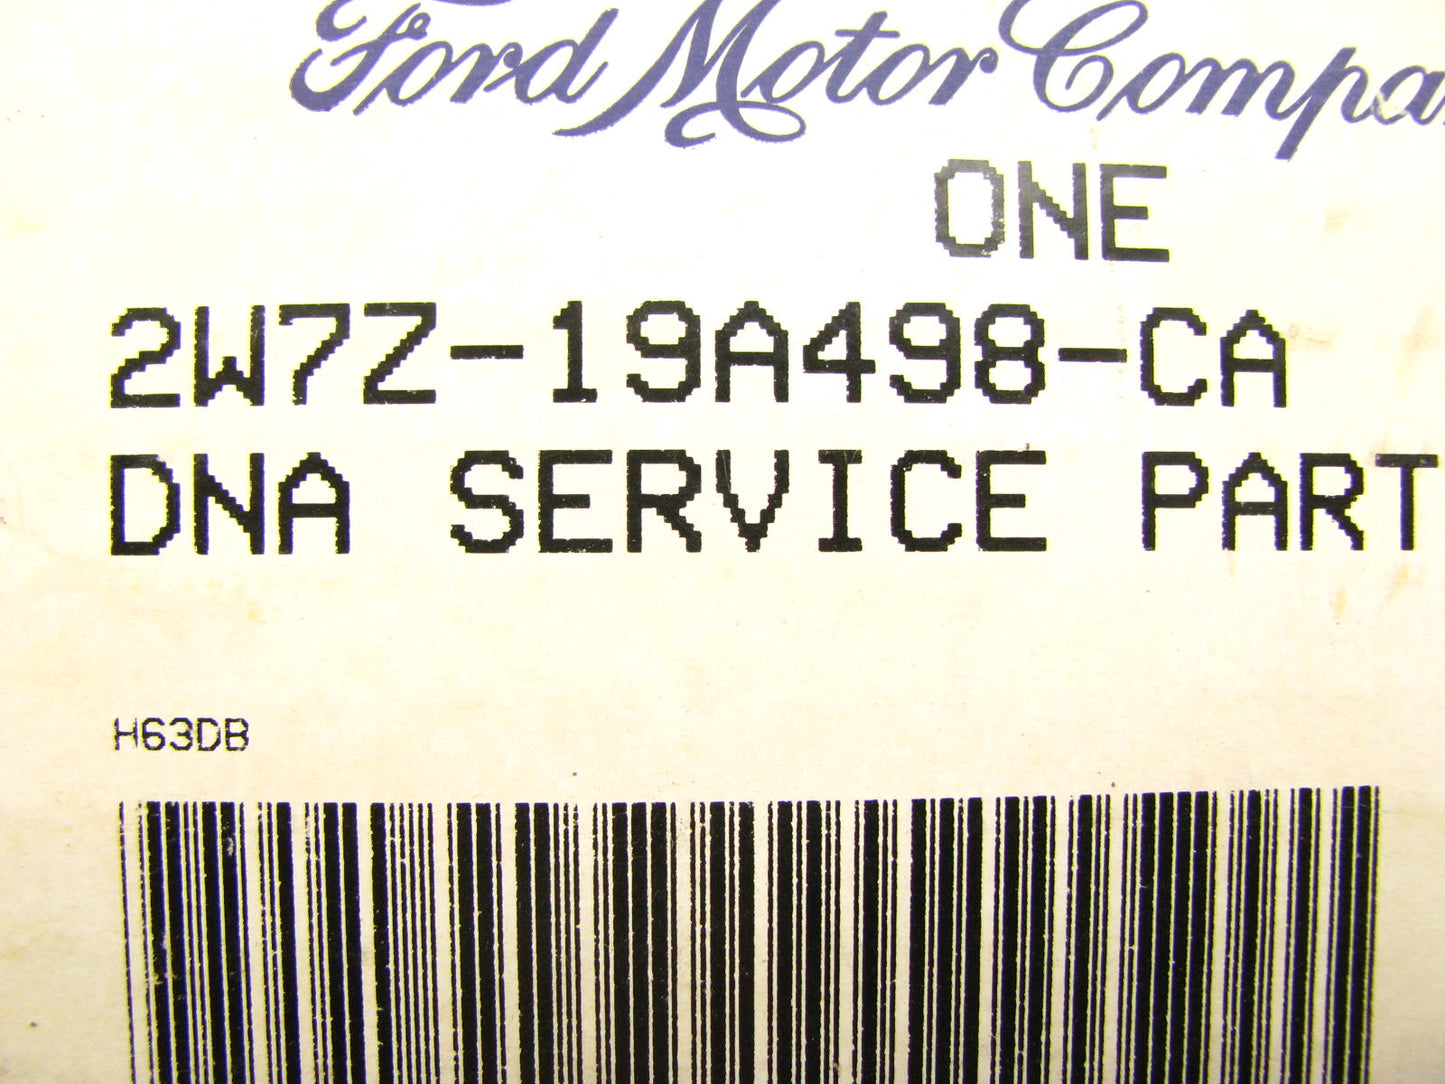 Ford Motor Compa
ONE
2W7Z-19A498-CA
DNA SERVICE PART
H63DB